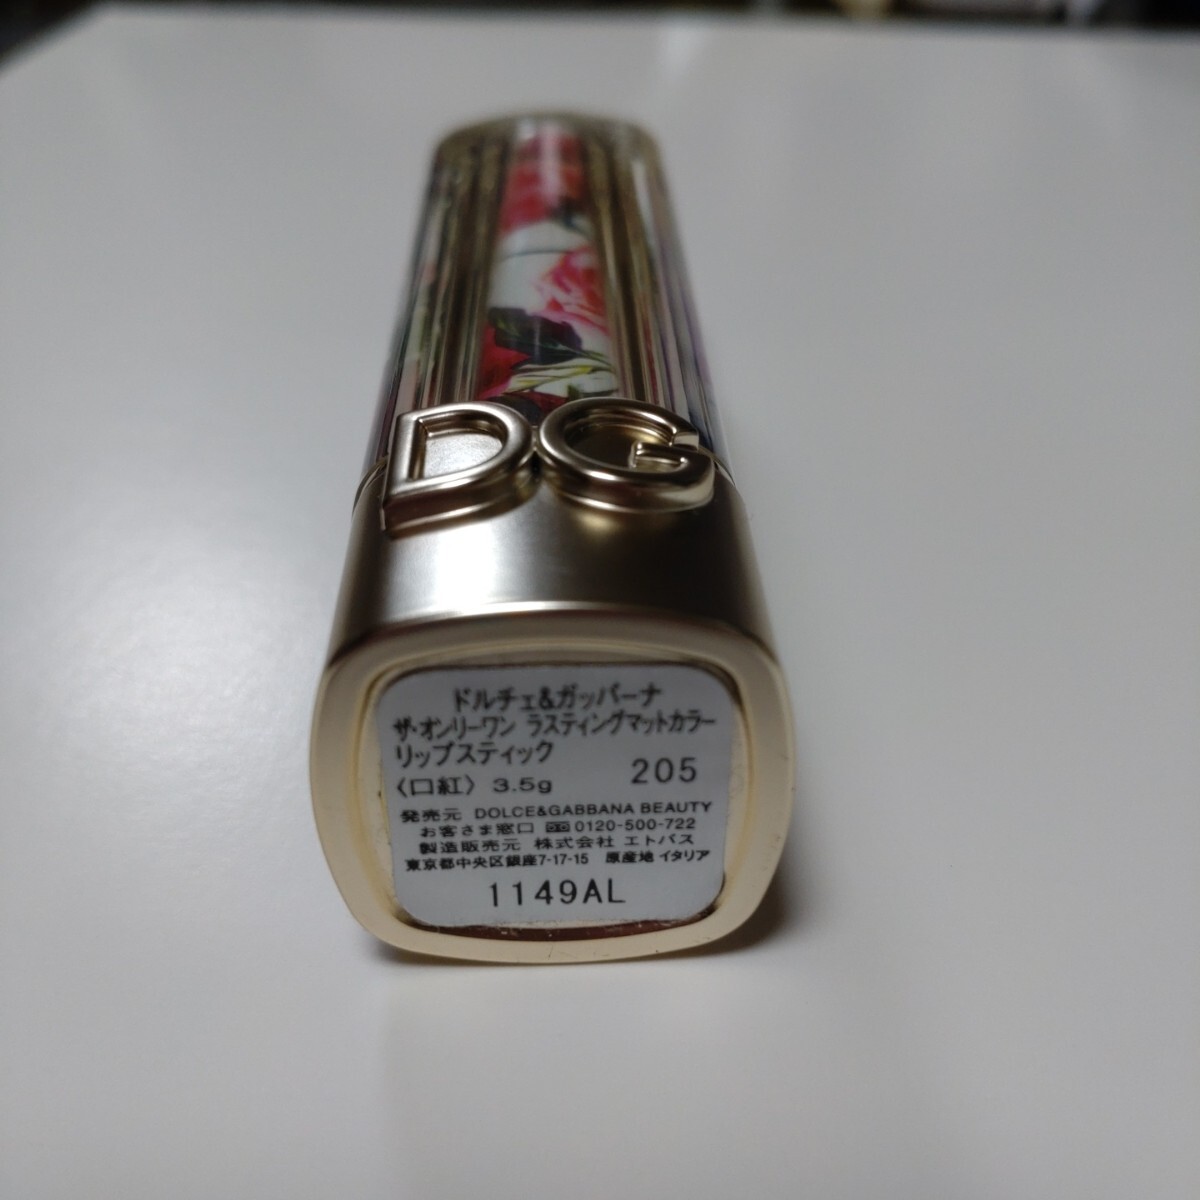 DG
ドルチェ&ガッバーナ
ザ・オンリーワン ラスティングマットカラー
リップスティック
〈口紅〉 3.5g 205
発売元 DOLCE&GABBANA BEAUTY
お客さま窓口 0120-500-722
製造販売元 株式会社 エトバス
東京都中央区銀座7-17-15 原産地 イタリア
1149AL